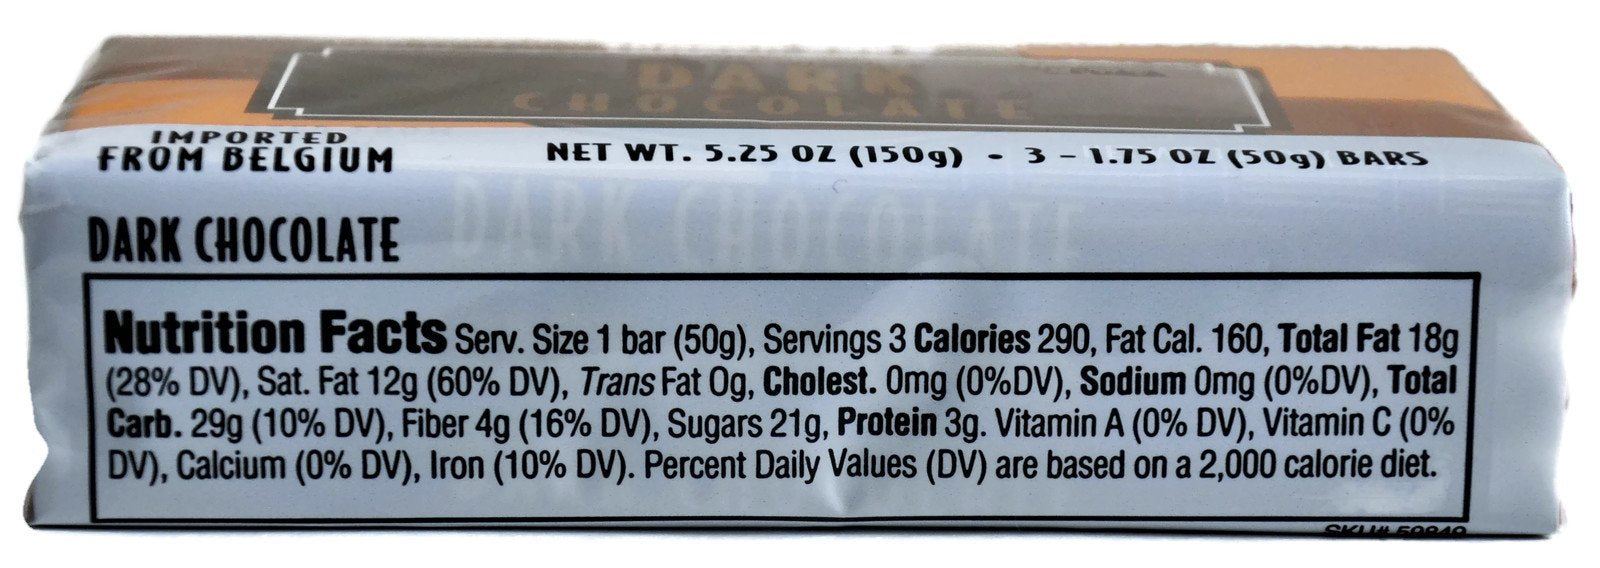 DARK
CHOCOLATE
IMPORTED
FROM BELGIUM
NET WT. 5.25 OZ (150g) • 3 – 1.75 OZ (50g) BARS
DARK CHOCOLATE
DARK CHOCOLATE
Nutrition Facts Serv. Size 1 bar (50g), Servings 3 Calories 290, Fat Cal. 160, Total Fat 18g
(28% DV), Sat. Fat 12g (60% DV), Trans Fat 0g, Cholest. 0mg (0%DV), Sodium 0mg (0%DV), Total
Carb. 29g (10% DV), Fiber 4g (16% DV), Sugars 21g, Protein 3g. Vitamin A (0% DV), Vitamin C (0%
DV), Calcium (0% DV), Iron (10% DV). Percent Daily Values (DV) are based on a 2,000 calorie diet.
SKU# 59849